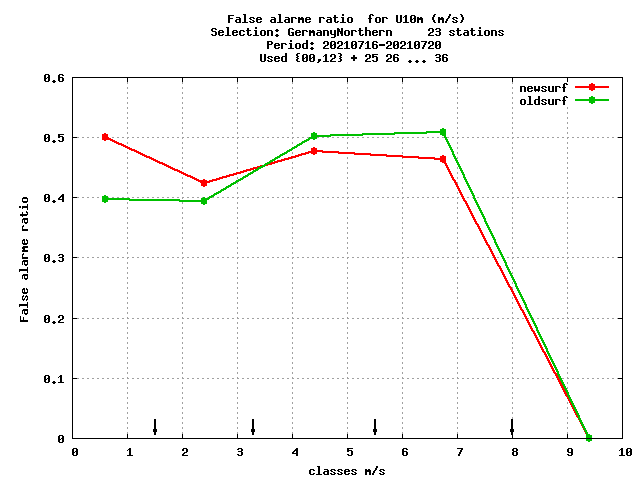 False alarme ratio  for U10m (m/s)
Selection: GermanyNorthern     23 stations
Period: 20210716-20210720
Used {00,12} + 25 26 ... 36
newsurf
oldsurf
0.6
0.5
0.4
0.3
0.2
0.1
0
False alarme ratio
0 1 2 3 4 5 6 7 8 9 10
classes m/s